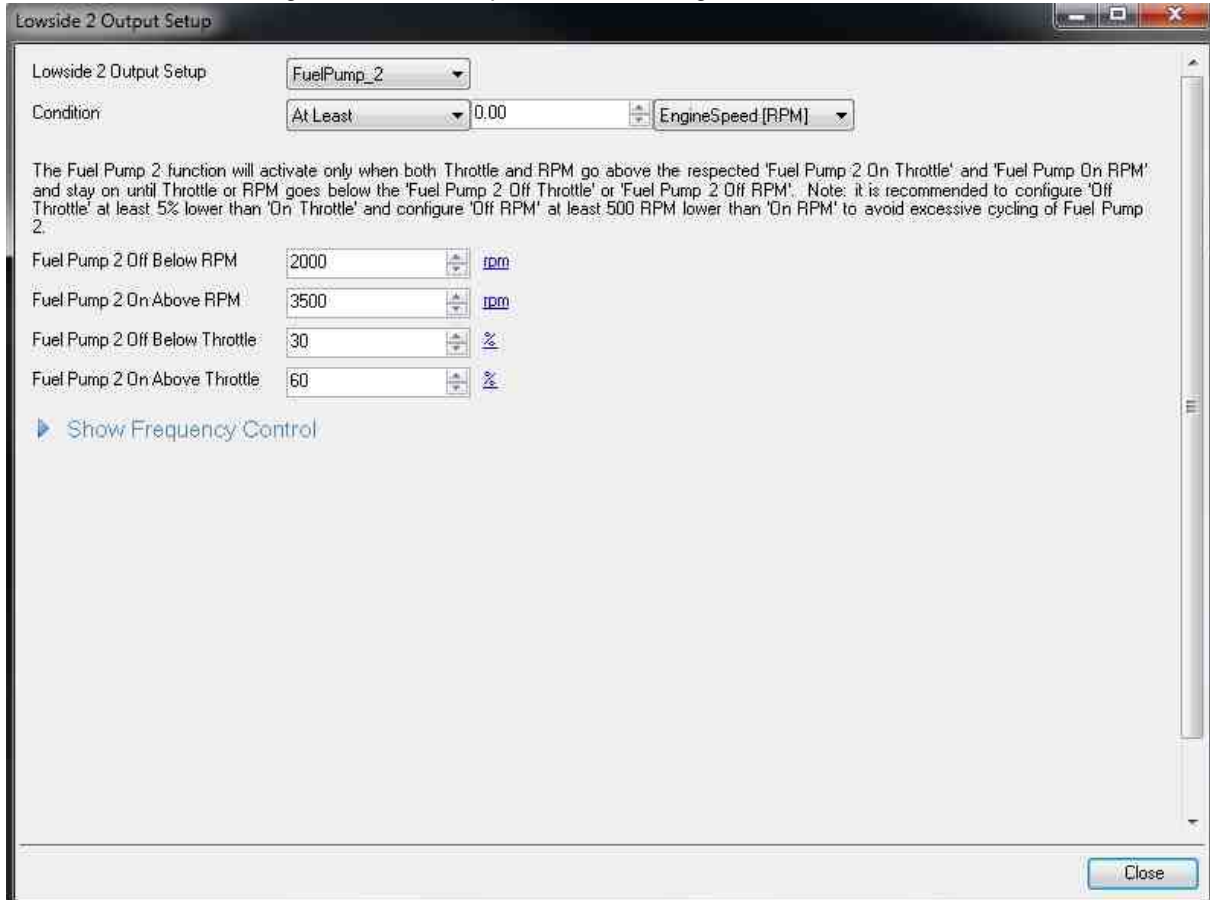 Lowside 2 Output Setup
Lowside 2 Output Setup FuelPump_2
Condition At Least 0.00 EngineSpeed [RPM]
The Fuel Pump 2 function will activate only when both Throttle and RPM go above the respected 'Fuel Pump 2 On Throttle' and 'Fuel Pump On RPM'
and stay on until Throttle or RPM goes below the 'Fuel Pump 2 Off Throttle' or 'Fuel Pump 2 Off RPM'. Note: it is recommended to configure 'Off
Throttle' at least 5% lower than 'On Throttle' and configure 'Off RPM' at least 500 RPM lower than 'On RPM' to avoid excessive cycling of Fuel Pump
2.
Fuel Pump 2 Off Below RPM 2000 rpm
Fuel Pump 2 On Above RPM 3500 rpm
Fuel Pump 2 Off Below Throttle 30 %
Fuel Pump 2 On Above Throttle 60 %
Show Frequency Control
Close